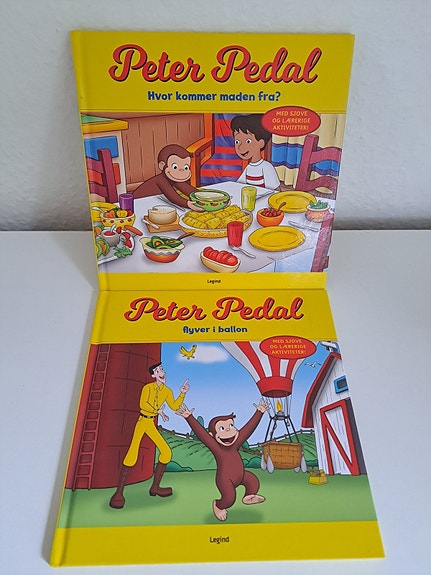 Peter Pedal
Hvor kommer maden fra?
MED SJOVE
OG LÆRERIGE
AKTIVITETER!
Legind
Peter Pedal
flyver i ballon
MED SJOVE
OG LÆRERIGE
AKTIVITETER!
Legind